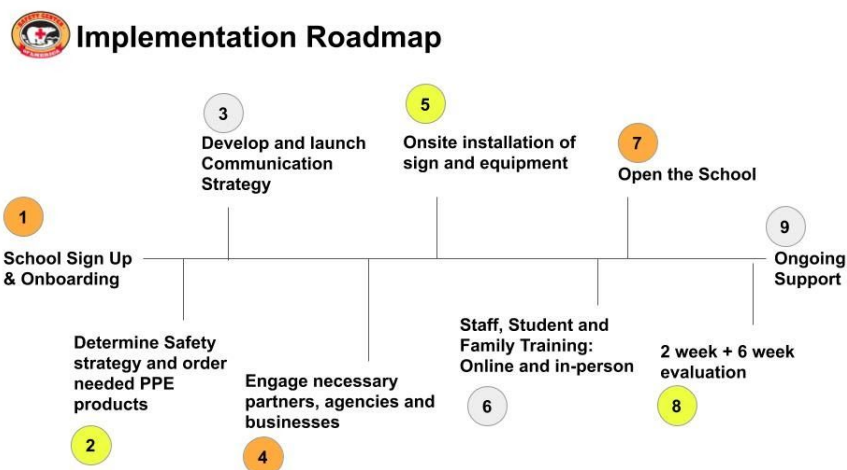 SAFETY CENTER
Implementation Roadmap
1
School Sign Up
& Onboarding
2
Determine Safety
strategy and order
needed PPE
products
3
Develop and launch
Communication
Strategy
4
Engage necessary
partners, agencies and
businesses
5
Onsite installation of
sign and equipment
6
Staff, Student and
Family Training:
Online and in-person
7
Open the School
8
2 week + 6 week
evaluation
9
Ongoing
Support